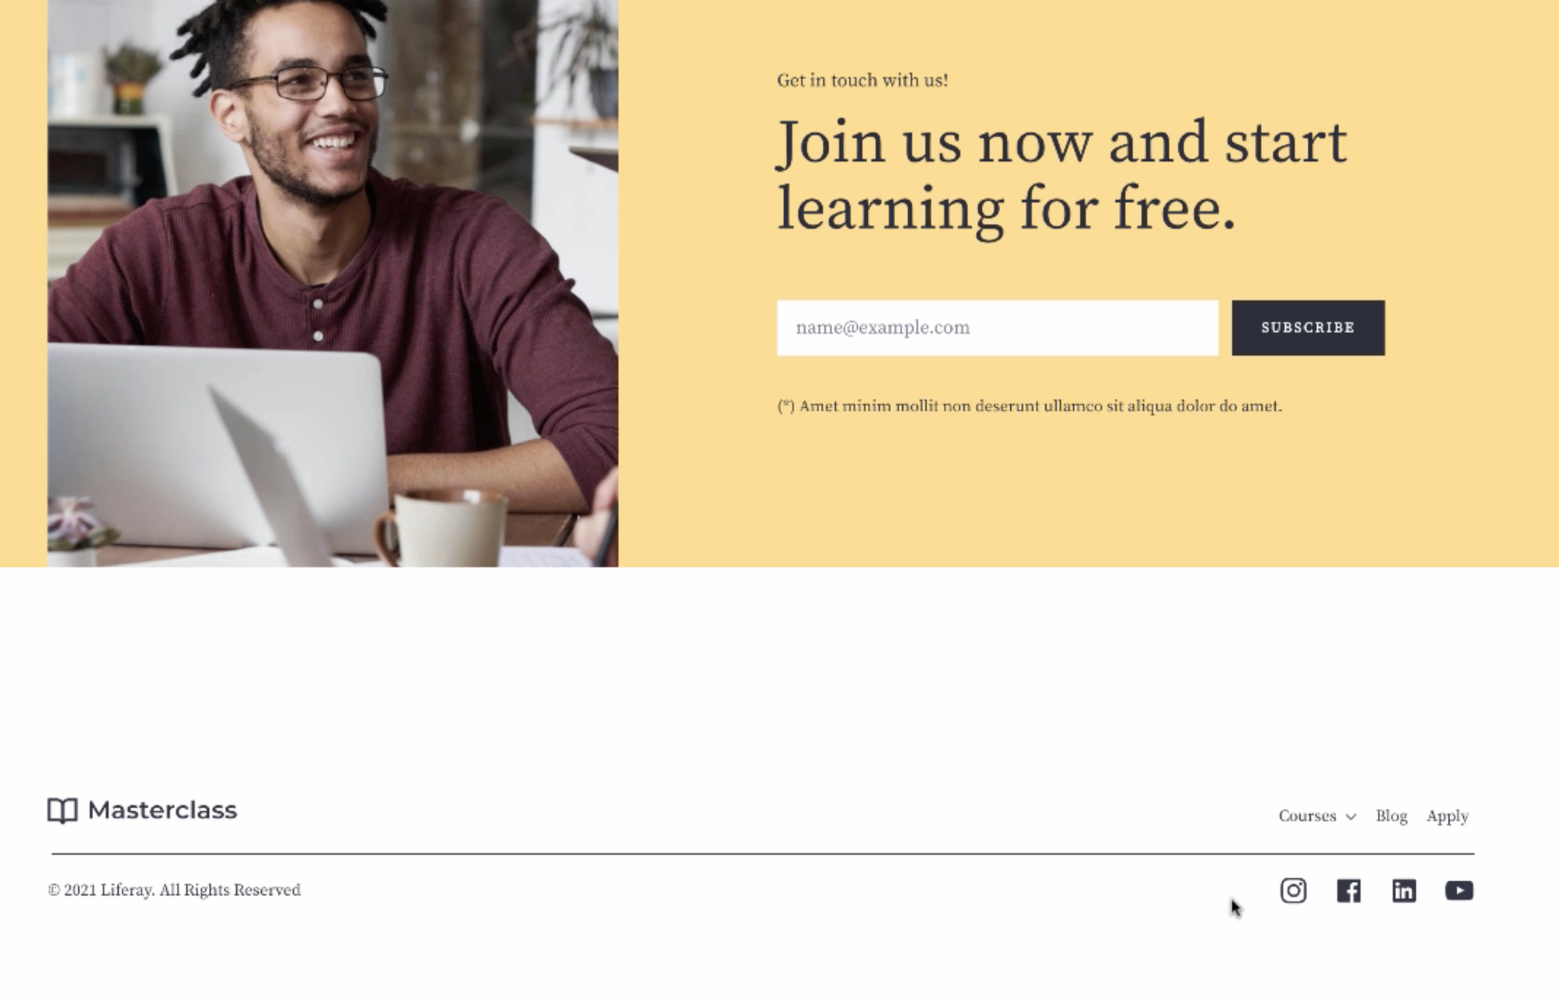 Get in touch with us!
Join us now and start
learning for free.
name@example.com
SUBSCRIBE
(*) Amet minim mollit non deserunt ullamco sit aliqua dolor do amet.
Masterclass
Courses Blog Apply
© 2021 Liferay. All Rights Reserved